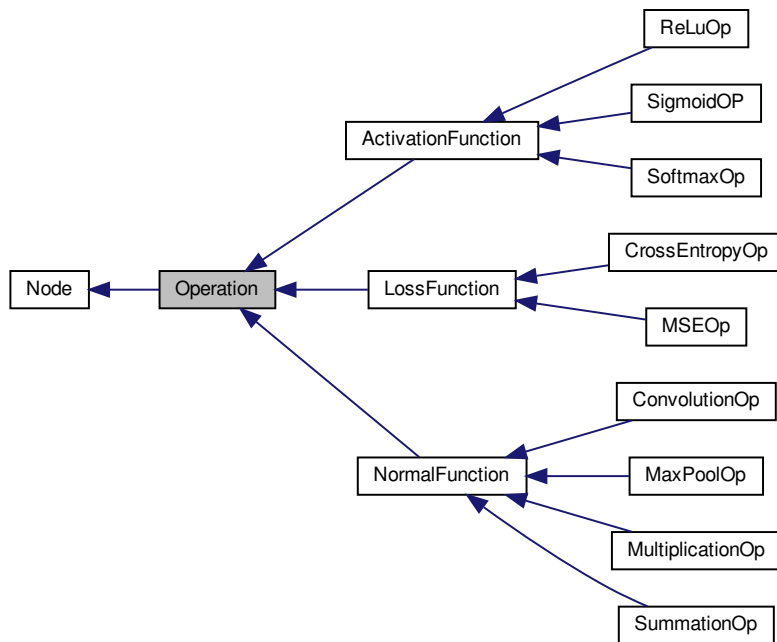 ReLuOp
SigmoidOP
ActivationFunction
SoftmaxOp
CrossEntropyOp
Node
Operation
LossFunction
MSEOp
ConvolutionOp
NormalFunction
MaxPoolOp
MultiplicationOp
SummationOp